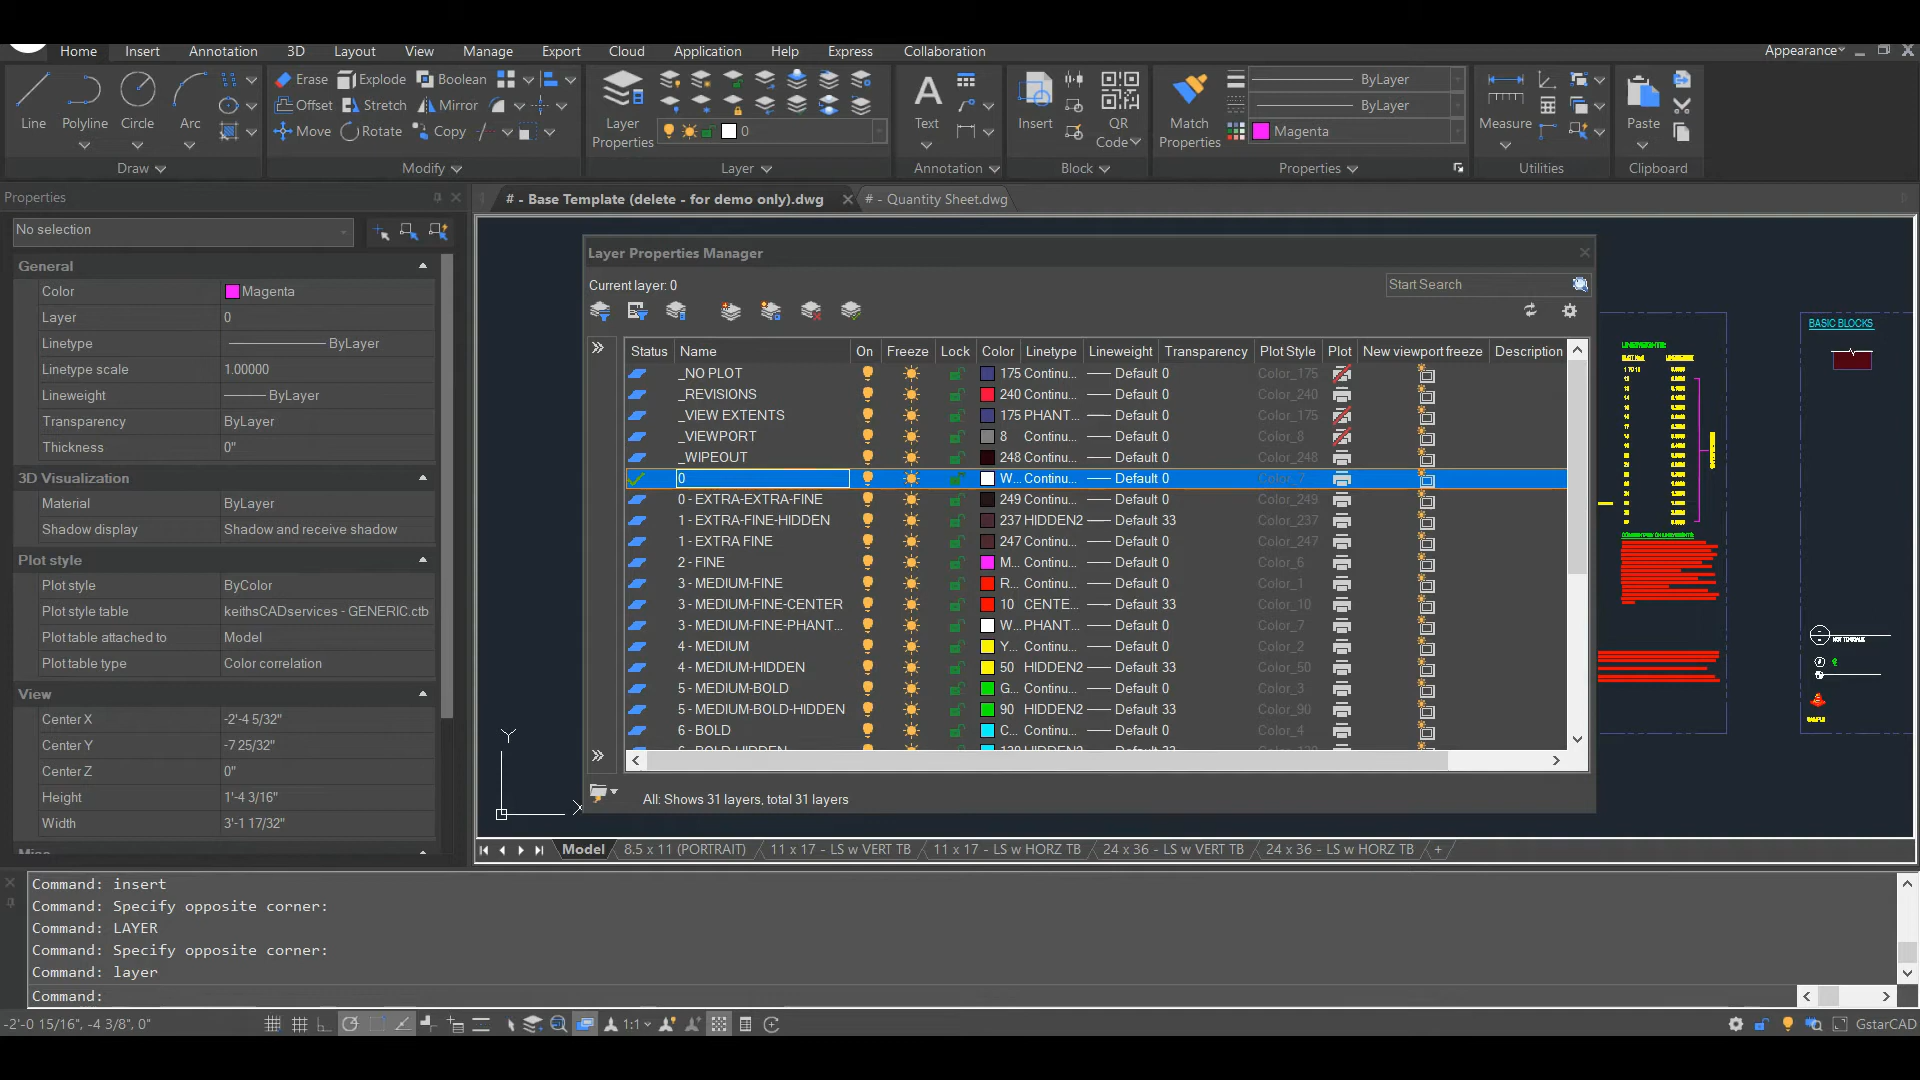 Home Insert Annotation 3D Layout View Manage Export Cloud Application Help Express Collaboration Appearance
Line Polyline Circle Arc
Draw
Erase Explode Boolean
Offset Stretch Mirror
Move Rotate Copy
Modify
Layer Properties
0
Layer
Text
Annotation
Insert
QR Code
Block
Match Properties
ByLayer
ByLayer
Magenta
Properties
Measure
Utilities
Paste
Clipboard
Properties
# - Base Template (delete - for demo only).dwg
# - Quantity Sheet.dwg
No selection
General
Color Magenta
Layer 0
Linetype ByLayer
Linetype scale 1.00000
Lineweight ByLayer
Transparency ByLayer
Thickness 0"
3D Visualization
Material ByLayer
Shadow display Shadow and receive shadow
Plot style
Plot style ByColor
Plot style table keithsCADservices - GENERIC.ctb
Plot table attached to Model
Plot table type Color correlation
View
Center X -2'-4 5/32"
Center Y -7 25/32"
Center Z 0"
Height 1'-4 3/16"
Width 3'-1 17/32"
Misc
Layer Properties Manager
Current layer: 0
Start Search
Status Name On Freeze Lock Color Linetype Lineweight Transparency Plot Style Plot New viewport freeze Description
_NO PLOT 175 Continu... Default 0 Color_175
_REVISIONS 240 Continu... Default 0 Color_240
_VIEW EXTENTS 175 PHANT... Default 0 Color_175
_VIEWPORT 8 Continu... Default 0 Color_8
_WIPEOUT 248 Continu... Default 0 Color_248
0 W... Continu... Default 0 Color_7
0 - EXTRA-EXTRA-FINE 249 Continu... Default 0 Color_249
1 - EXTRA-FINE-HIDDEN 237 HIDDEN2 Default 33 Color_237
1 - EXTRA FINE 247 Continu... Default 0 Color_247
2 - FINE M... Continu... Default 0 Color_6
3 - MEDIUM-FINE R... Continu... Default 0 Color_1
3 - MEDIUM-FINE-CENTER 10 CENTE... Default 33 Color_10
3 - MEDIUM-FINE-PHANT... W... PHANT... Default 0 Color_7
4 - MEDIUM Y... Continu... Default 0 Color_2
4 - MEDIUM-HIDDEN 50 HIDDEN2 Default 33 Color_50
5 - MEDIUM-BOLD G... Continu... Default 0 Color_3
5 - MEDIUM-BOLD-HIDDEN 90 HIDDEN2 Default 33 Color_90
6 - BOLD C... Continu... Default 0 Color_4
6 - BOLD-HIDDEN 130 HIDDEN2 Default 33 Color_130
All: Shows 31 layers, total 31 layers
BASIC BLOCKS
SAMPLE
Y
X
Model 8.5 x 11 (PORTRAIT) 11 x 17 - LS w VERT TB 11 x 17 - LS w HORZ TB 24 x 36 - LS w VERT TB 24 x 36 - LS w HORZ TB +
Command: insert
Command: Specify opposite corner:
Command: LAYER
Command: Specify opposite corner:
Command: layer
Command:
-2'-0 15/16", -4 3/8", 0"
1:1
GstarCAD